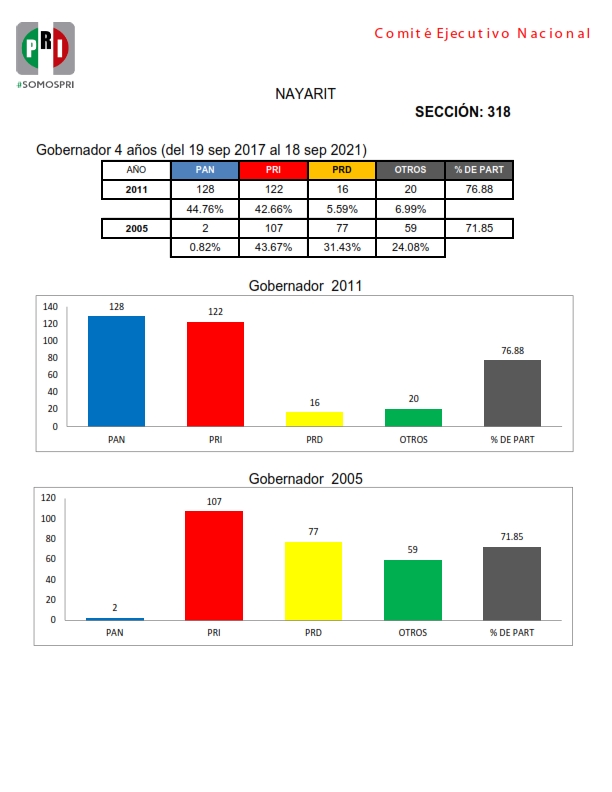 PRI
#SOMOSPRI
Comité Ejecutivo Nacional
NAYARIT
SECCIÓN: 318
Gobernador 4 años (del 19 sep 2017 al 18 sep 2021)
AÑO PAN PRI PRD OTROS % DE PART
2011 128 122 16 20 76.88
44.76% 42.66% 5.59% 6.99%
2005 2 107 77 59 71.85
0.82% 43.67% 31.43% 24.08%
Gobernador 2011
140
120
100
80
60
40
20
0
128
122
16
20
76.88
PAN PRI PRD OTROS % DE PART
Gobernador 2005
120
100
80
60
40
20
0
2
107
77
59
71.85
PAN PRI PRD OTROS % DE PART